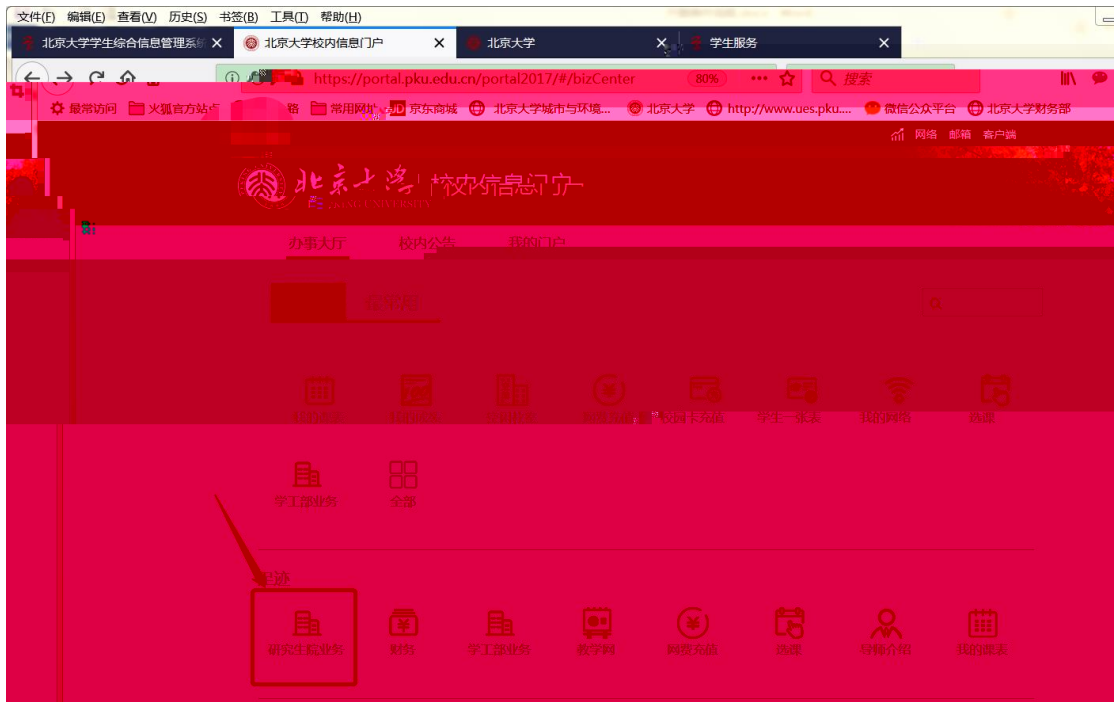 文件(F) 编辑(E) 查看(V) 历史(S) 书签(B) 工具(T) 帮助(H)
北京大学学生综合信息管理系统 北京大学校内信息门户 北京大学 学生服务
https://portal.pku.edu.cn/portal2017/#/bizCenter 80% 搜索
最常访问 火狐官方站点 常用网址 JD 京东商城 北京大学城市与环境... 北京大学 http://www.ues.pku.... 微信公众平台 北京大学财务部
网络 邮箱 客户端
北京大学 校内信息门户
办事大厅 校内公告 我的门户
校园卡充值 学生一张表 我的网络 选课
学工部业务 全部
足迹
研究生院业务 财务 学工部业务 教学网 网费充值 选课 导师介绍 我的课表